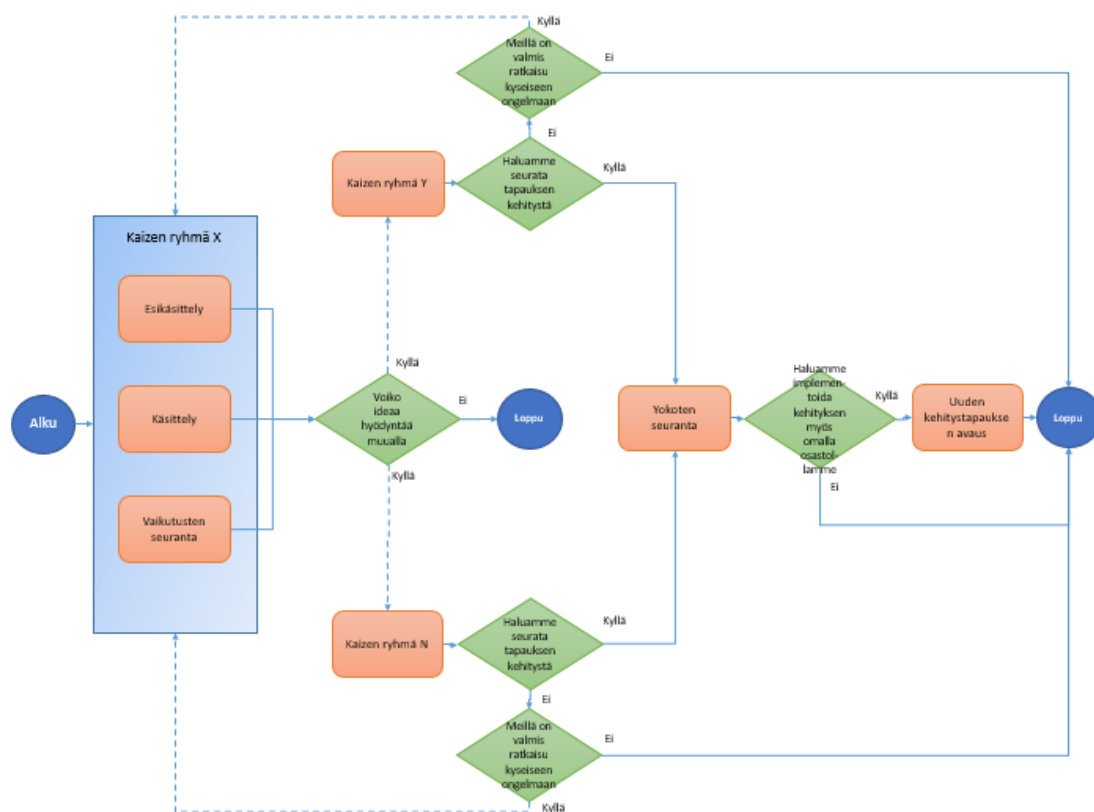 Kyllä
Meillä on
valmis
ratkaisu
kyseiseen
ongelmaan
Ei
Ei
Kaizen ryhmä Y
Haluamme
seurata
tapauksen
kehitystä
Kyllä
Kaizen ryhmä X
Esikäsittely
Käsittely
Vaikutusten
seuranta
Alku
Kyllä
Voiko
ideaa
hyödyntää
muualla
Ei
Loppu
Kyllä
Yokoten
seuranta
Haluamme
implemen-
toida
kehityksen
myös
omalla
osastol-
lamme
Kyllä
Ei
Uuden
kehitystapaukse
n avaus
Loppu
Kaizen ryhmä N
Haluamme
seurata
tapauksen
kehitystä
Kyllä
Ei
Meillä on
valmis
ratkaisu
kyseiseen
ongelmaan
Ei
Kyllä